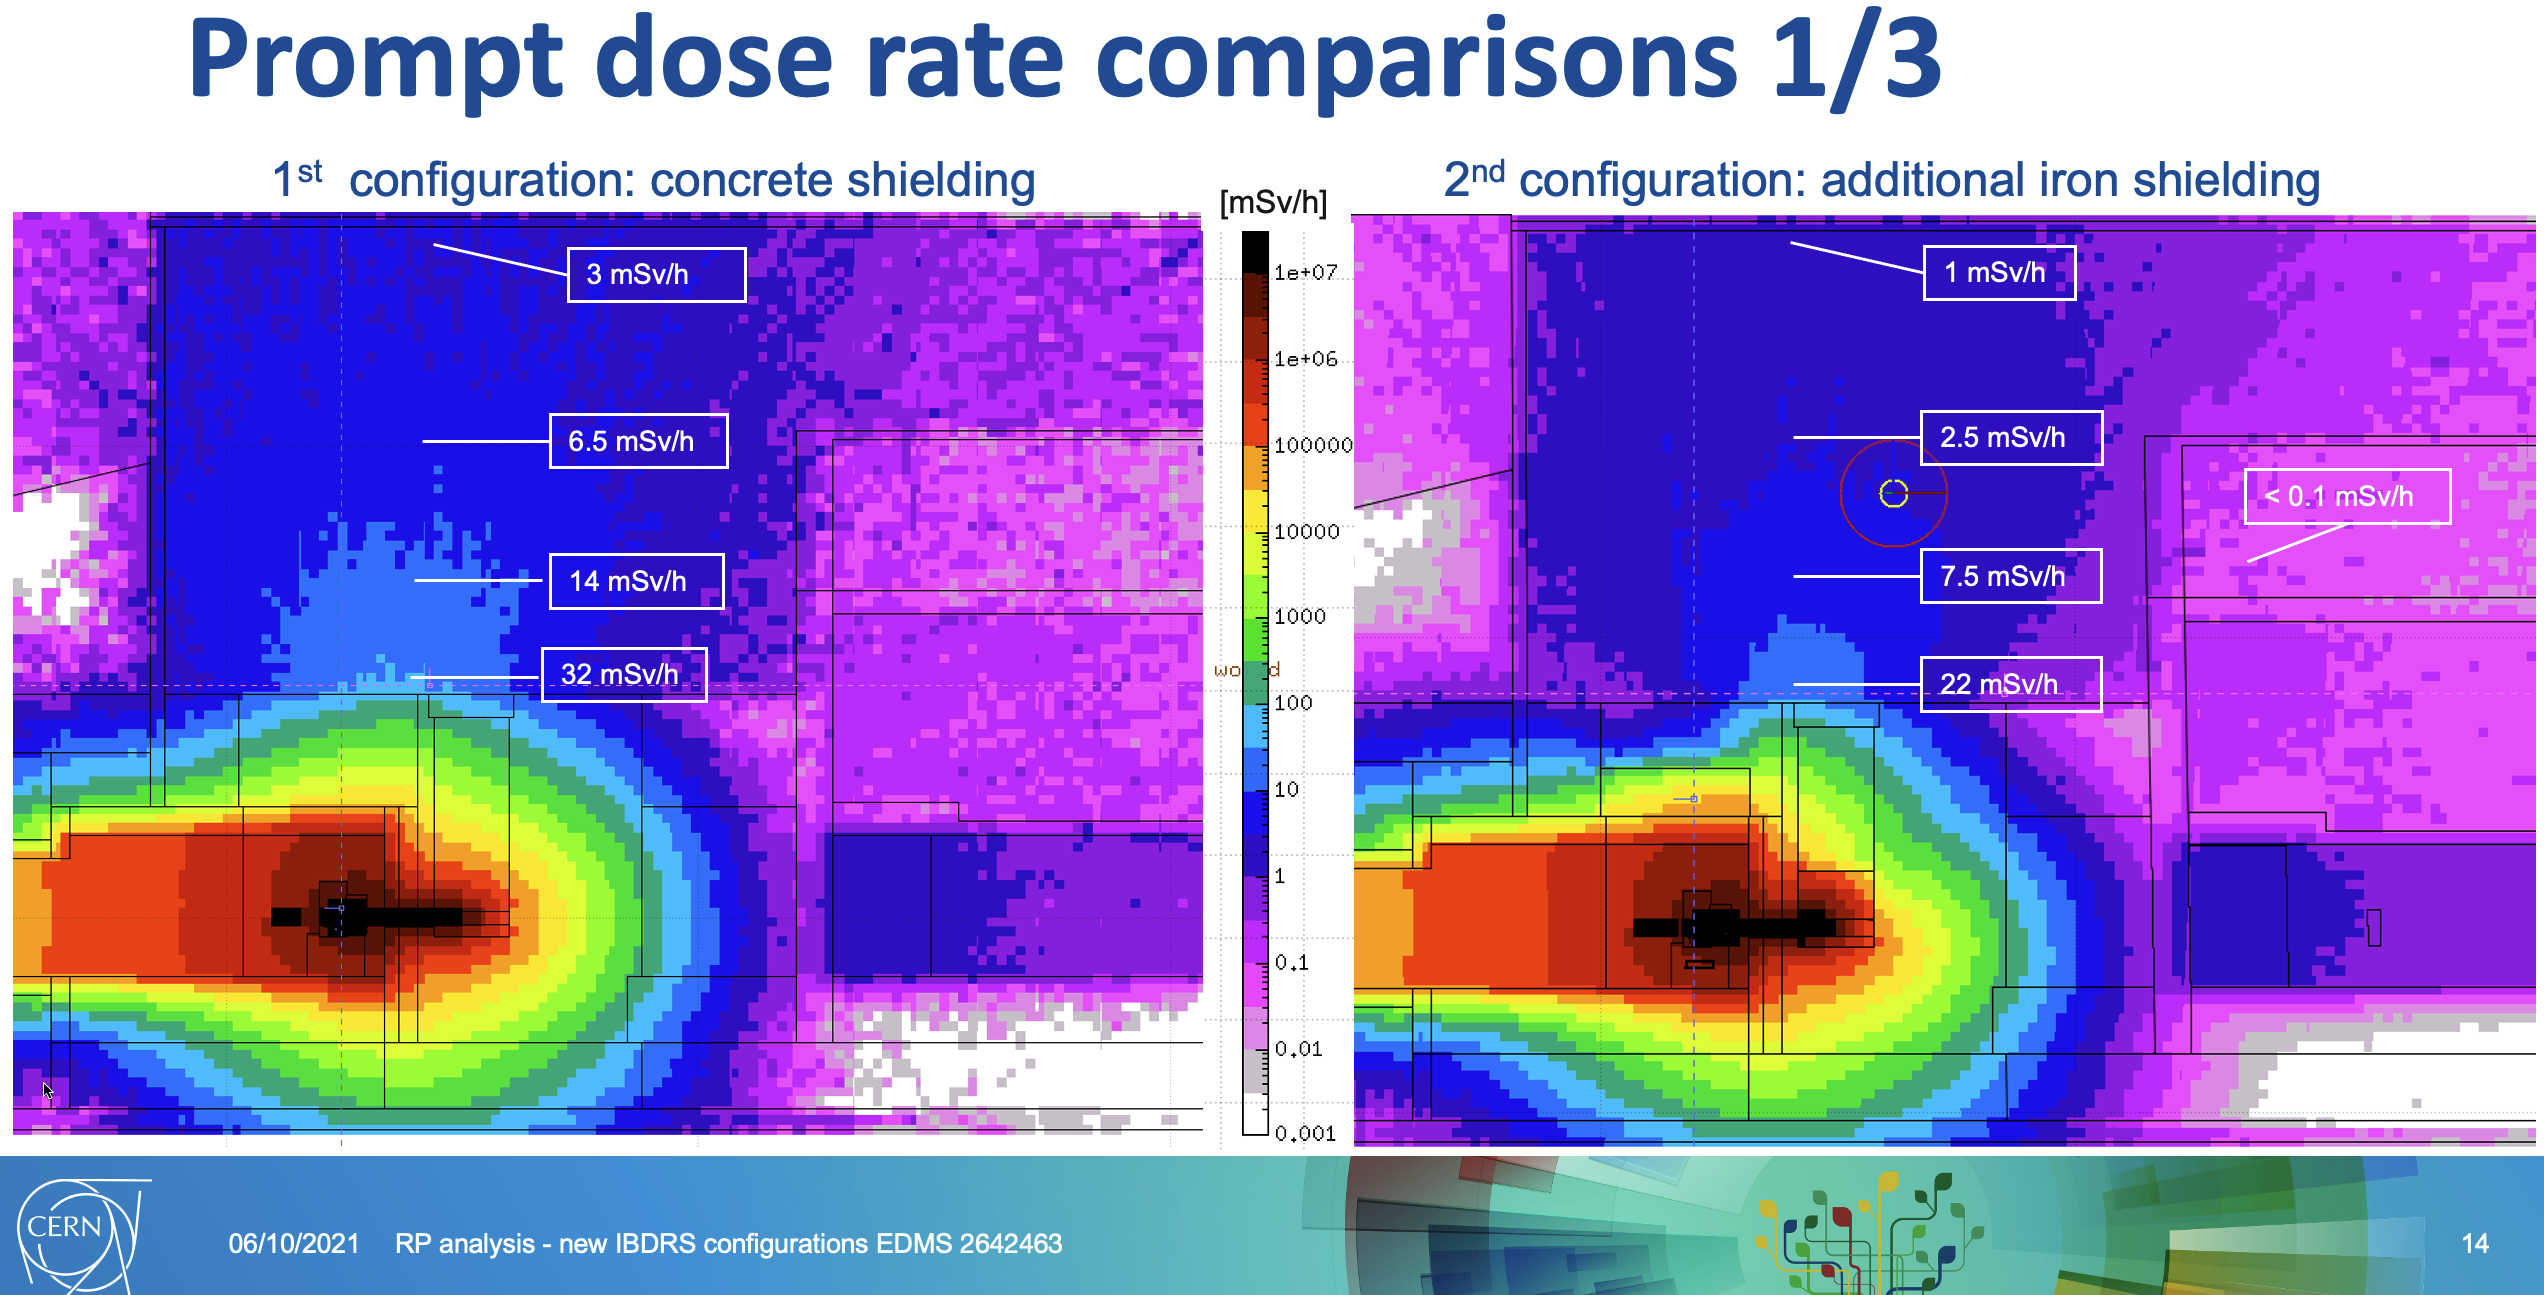 Prompt dose rate comparisons 1/3
1st configuration: concrete shielding
[mSv/h]
2nd configuration: additional iron shielding
3 mSv/h
6.5 mSv/h
14 mSv/h
32 mSv/h
1e+07
1e+06
100000
10000
1000
100
10
1
0.1
0.01
0.001
wo d
1 mSv/h
2.5 mSv/h
< 0.1 mSv/h
7.5 mSv/h
22 mSv/h
CERN
06/10/2021 RP analysis - new IBDRS configurations EDMS 2642463
14